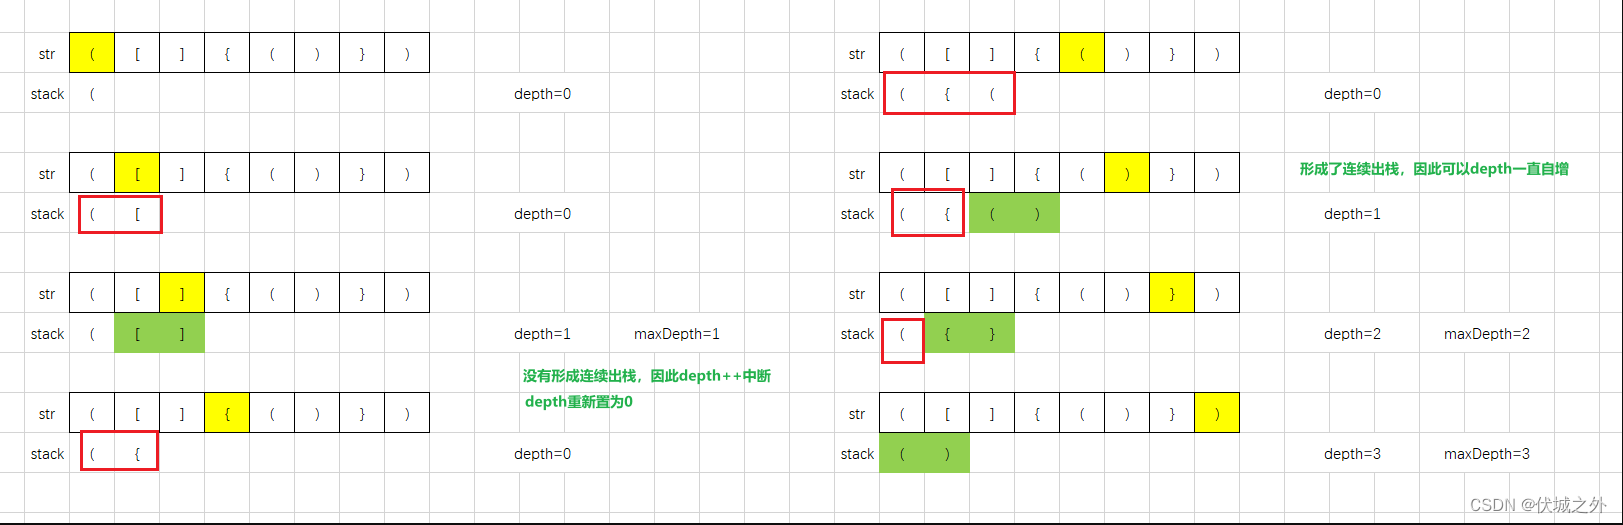 str ( [ ] { ( ) } )
stack (
depth=0
str ( [ ] { ( ) } )
stack ( [
depth=0
str ( [ ] { ( ) } )
stack ( [ ]
depth=1 maxDepth=1
没有形成连续出栈，因此depth++中断
depth重新置为0
str ( [ ] { ( ) } )
stack ( {
depth=0
str ( [ ] { ( ) } )
stack ( { (
depth=0
形成了连续出栈，因此可以depth一直自增
str ( [ ] { ( ) } )
stack ( { ( )
depth=1
str ( [ ] { ( ) } )
stack ( { }
depth=2 maxDepth=2
str ( [ ] { ( ) } )
stack ( )
depth=3 maxDepth=3
CSDN @伏城之外